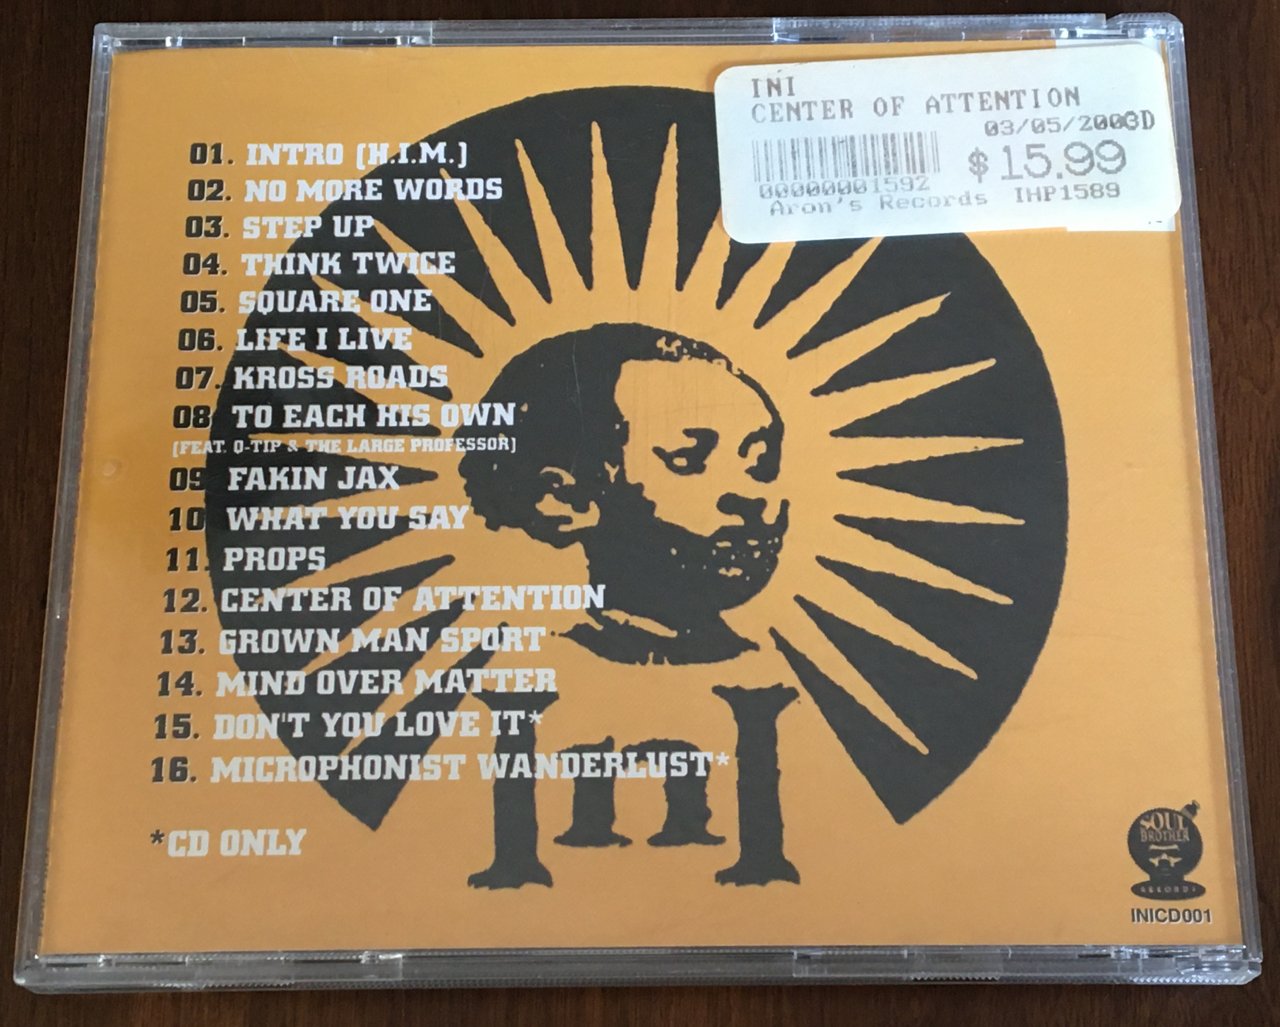 INI
CENTER OF ATTENTION
03/05/2003D
$15.99
00000001592
Aron's Records IHP1589
01. INTRO (H.I.M.)
02. NO MORE WORDS
03. STEP UP
04. THINK TWICE
05. SQUARE ONE
06. LIFE I LIVE
07. KROSS ROADS
08 TO EACH HIS OWN
(FEAT. Q-TIP & THE LARGE PROFESSOR)
09 FAKIN JAX
10 WHAT YOU SAY
11. PROPS
12. CENTER OF ATTENTION
13. GROWN MAN SPORT
14. MIND OVER MATTER
15. DON'T YOU LOVE IT*
16. MICROPHONIST WANDERLUST*
*CD ONLY
InI
SOUL
BROTHER
RECORDS
INICD001